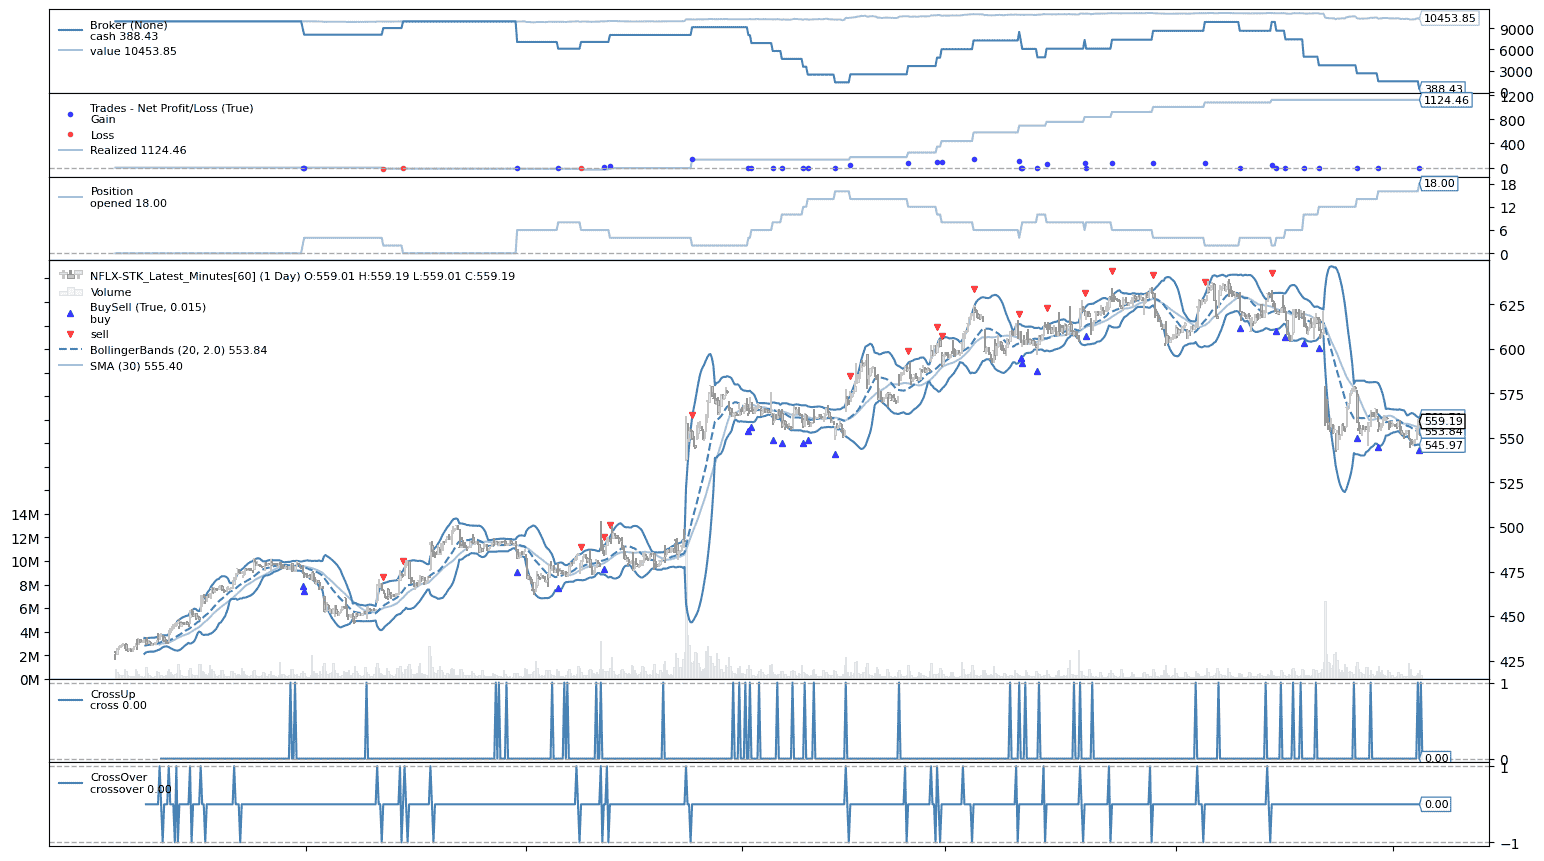 Broker (None)
cash 388.43
value 10453.85
10453.85
9000
6000
3000
0
388.43
Trades - Net Profit/Loss (True)
Gain
Loss
Realized 1124.46
1200
1124.46
800
400
0
Position
opened 18.00
18.00
18
12
6
0
NFLX-STK_Latest_Minutes[60] (1 Day) O:559.01 H:559.19 L:559.01 C:559.19
Volume
BuySell (True, 0.015)
buy
sell
BollingerBands (20, 2.0) 553.84
SMA (30) 555.40
625
600
575
550
525
500
475
450
425
559.19
553.84
545.97
14M
12M
10M
8M
6M
4M
2M
0M
CrossUp
cross 0.00
1
0
0.00
CrossOver
crossover 0.00
1
0.00
−1